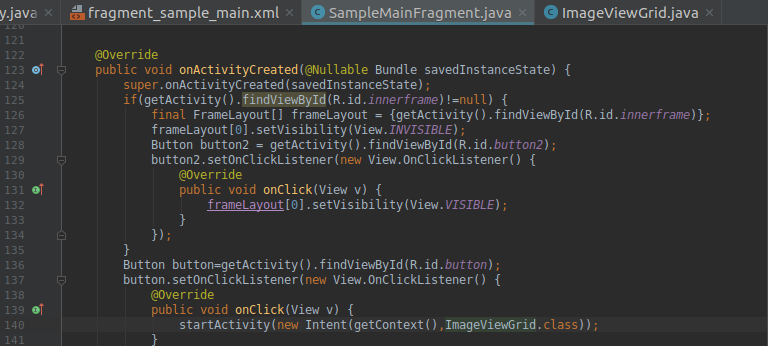 y.java × fragment_sample_main.xml × C SampleMainFragment.java × C ImageViewGrid.java ×
121
122 @Override
123 public void onActivityCreated(@Nullable Bundle savedInstanceState) {
124 super.onActivityCreated(savedInstanceState);
125 if(getActivity().findViewById(R.id.innerframe)!=null) {
126 final FrameLayout[] frameLayout = {getActivity().findViewById(R.id.innerframe)};
127 frameLayout[0].setVisibility(View.INVISIBLE);
128 Button button2 = getActivity().findViewById(R.id.button2);
129 button2.setOnClickListener(new View.OnClickListener() {
130 @Override
131 public void onClick(View v) {
132 frameLayout[0].setVisibility(View.VISIBLE);
133 }
134 });
135 }
136 Button button=getActivity().findViewById(R.id.button);
137 button.setOnClickListener(new View.OnClickListener() {
138 @Override
139 public void onClick(View v) {
140 startActivity(new Intent(getContext(),ImageViewGrid.class));
141 }